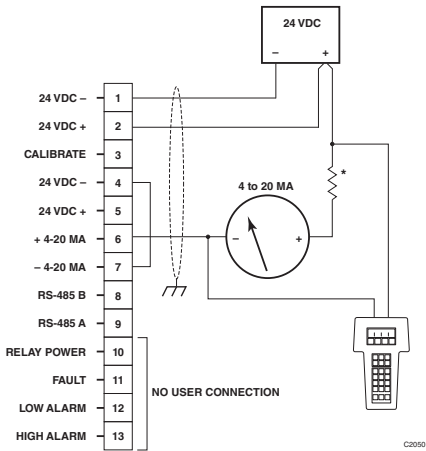 24 VDC
– +
24 VDC – 1
24 VDC + 2
CALIBRATE 3
24 VDC – 4
24 VDC + 5
+ 4-20 MA 6
– 4-20 MA 7
RS-485 B 8
RS-485 A 9
RELAY POWER 10
FAULT 11
LOW ALARM 12
HIGH ALARM 13
*
4 to 20 MA
– +
NO USER CONNECTION
C2050